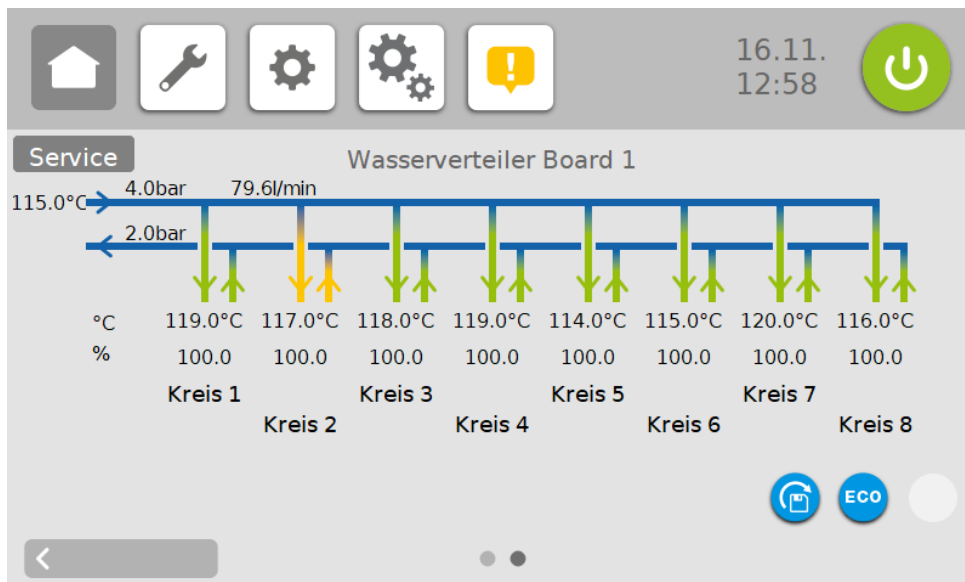 16.11.
12:58
Service
Wasserverteiler Board 1
115.0°C 4.0bar 79.6l/min
2.0bar
°C 119.0°C 117.0°C 118.0°C 119.0°C 114.0°C 115.0°C 120.0°C 116.0°C
% 100.0 100.0 100.0 100.0 100.0 100.0 100.0 100.0
Kreis 1 Kreis 3 Kreis 5 Kreis 7
Kreis 2 Kreis 4 Kreis 6 Kreis 8
ECO